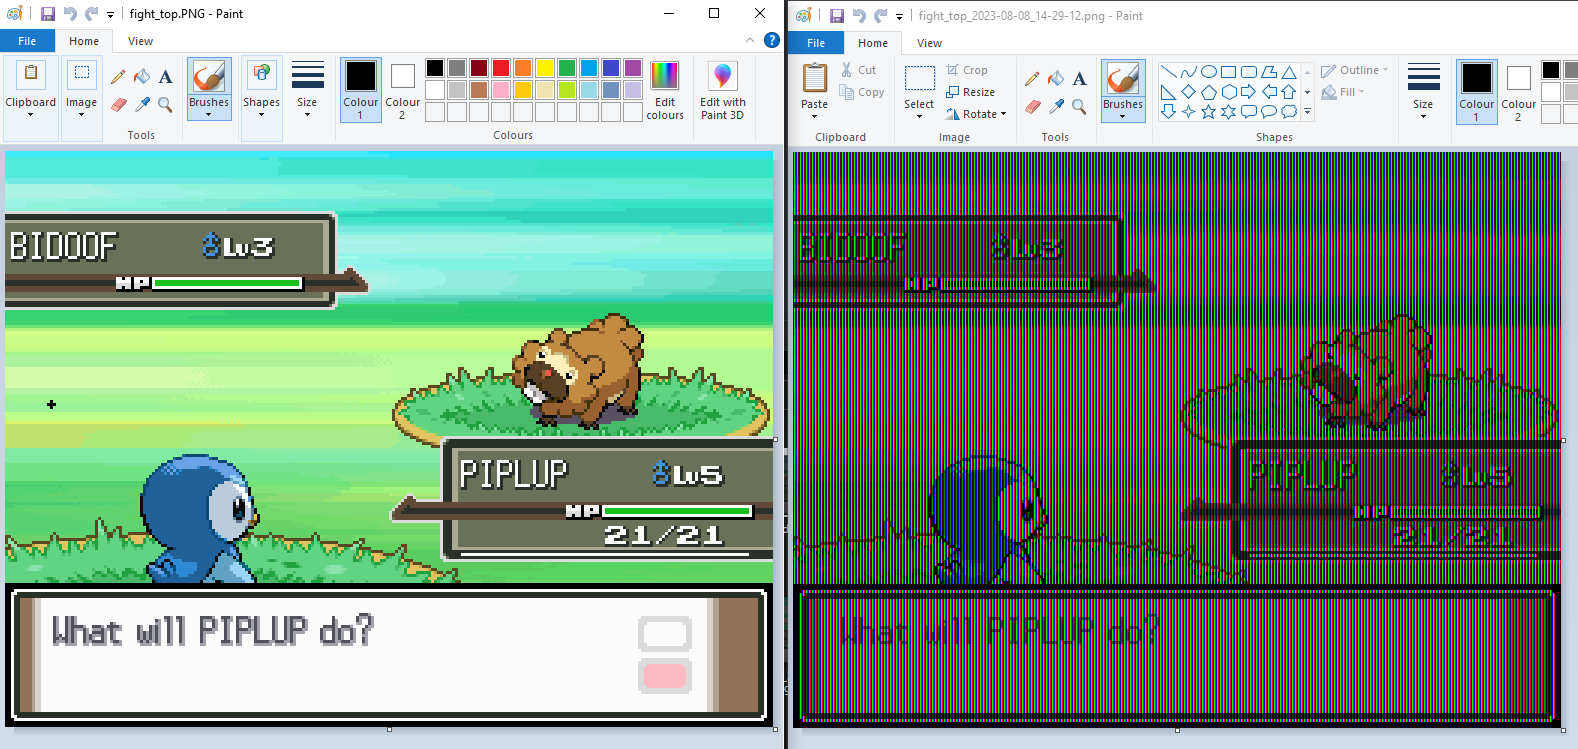 fight_top.PNG - Paint
File Home View
Clipboard
Image
Brushes
Shapes
Size
Tools
Colour 1
Colour 2
Edit colours
Edit with Paint 3D
Colours
BIDOOF ♂Lv3
HP
PIPLUP ♂Lv5
HP
21/21
What will PIPLUP do?
fight_top_2023-08-08_14-29-12.png - Paint
File Home View
Paste
Cut
Copy
Clipboard
Select
Crop
Resize
Rotate
Image
Tools
Brushes
Outline
Fill
Shapes
Size
Colour 1
Colour 2
BIDOOF ♂Lv3
HP
PIPLUP ♂Lv5
HP
21/21
What will PIPLUP do?